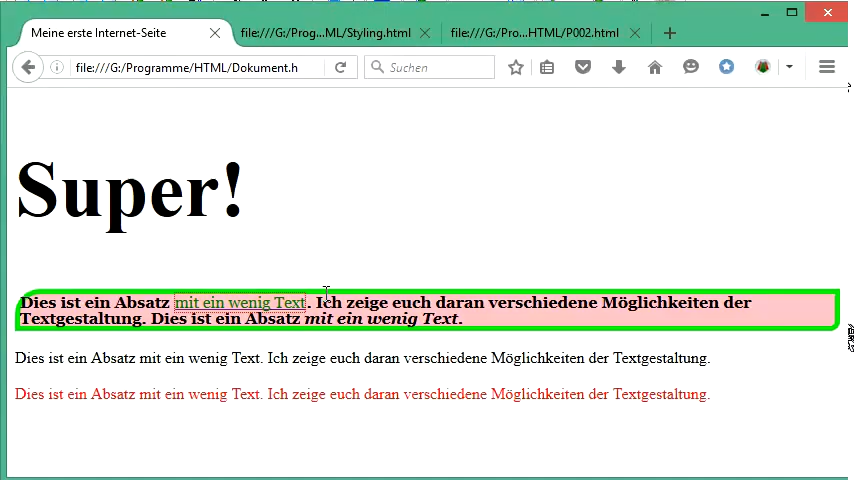 Meine erste Internet-Seite
file:///G:/Prog...ML/Styling.html
file:///G:/Pro...HTML/P002.html
file:///G:/Programme/HTML/Dokument.h
Suchen
Super!
Dies ist ein Absatz mit ein wenig Text. Ich zeige euch daran verschiedene Möglichkeiten der
Textgestaltung. Dies ist ein Absatz mit ein wenig Text.
Dies ist ein Absatz mit ein wenig Text. Ich zeige euch daran verschiedene Möglichkeiten der Textgestaltung.
Dies ist ein Absatz mit ein wenig Text. Ich zeige euch daran verschiedene Möglichkeiten der Textgestaltung.